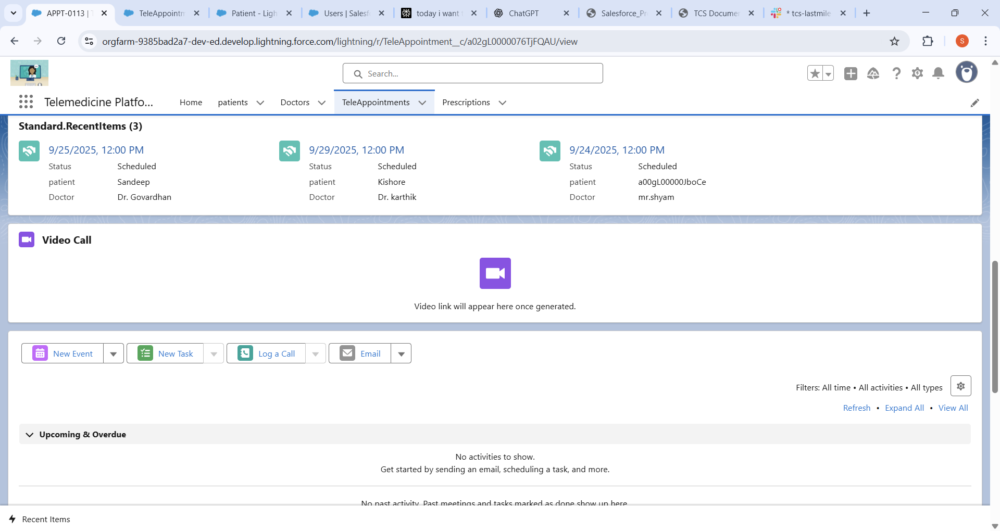 APPT-0113 | T
TeleAppointm
Patient - Ligh
Users | Salesf
today i want t
ChatGPT
Salesforce_Pr
TCS Documen
* tcs-lastmile
orgfarm-9385bad2a7-dev-ed.develop.lightning.force.com/lightning/r/TeleAppointment__c/a02gL0000076TjFQAU/view
S
Search...
Telemedicine Platfo...
Home
patients
Doctors
TeleAppointments
Prescriptions
Standard.RecentItems (3)
9/25/2025, 12:00 PM
Status Scheduled
patient Sandeep
Doctor Dr. Govardhan
9/29/2025, 12:00 PM
Status Scheduled
patient Kishore
Doctor Dr. karthik
9/24/2025, 12:00 PM
Status Scheduled
patient a00gL00000JboCe
Doctor mr.shyam
Video Call
Video link will appear here once generated.
New Event
New Task
Log a Call
Email
Filters: All time • All activities • All types
Refresh • Expand All • View All
Upcoming & Overdue
No activities to show.
Get started by sending an email, scheduling a task, and more.
No past activity. Past meetings and tasks marked as done show up here.
Recent Items